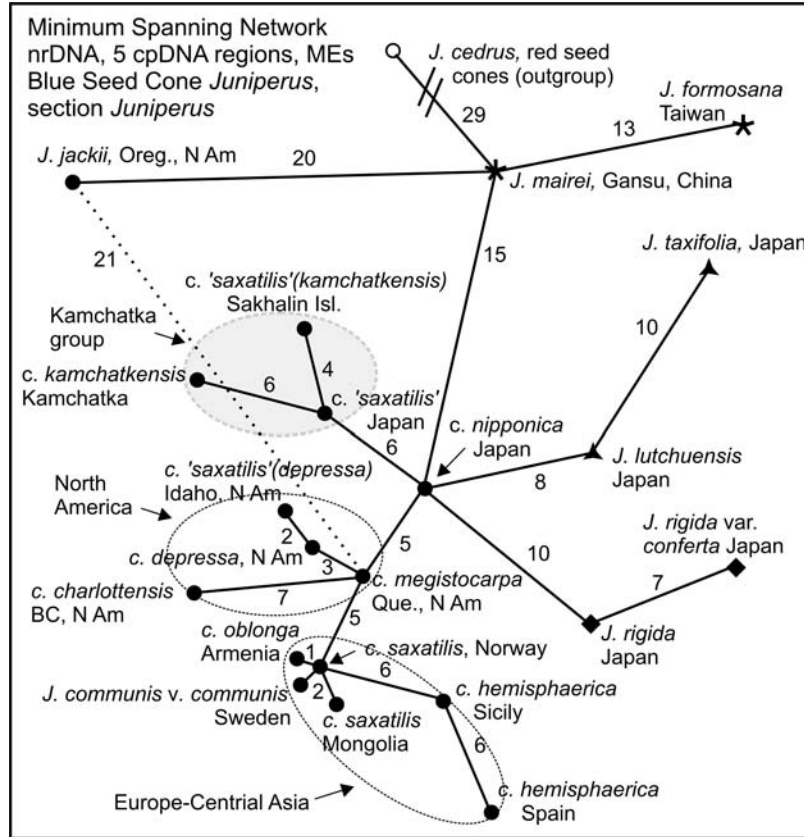 Minimum Spanning Network
nrDNA, 5 cpDNA regions, MEs
Blue Seed Cone Juniperus,
section Juniperus
J. cedrus, red seed
cones (outgroup)
29
J. formosana
Taiwan
13
J. jackii, Oreg., N Am
20
J. mairei, Gansu, China
21
15
J. taxifolia, Japan
c. 'saxatilis'(kamchatkensis)
Sakhalin Isl.
Kamchatka
group
10
4
c. kamchatkensis
Kamchatka
6
c. 'saxatilis'
Japan
6
c. nipponica
Japan
J. lutchuensis
Japan
8
c. 'saxatilis'(depressa)
Idaho, N Am
North
America
2
c. depressa, N Am
3
5
10
J. rigida var.
conferta Japan
7
c. charlottensis
BC, N Am
7
c. megistocarpa
Que., N Am
5
J. rigida
Japan
c. oblonga
Armenia
1
c. saxatilis, Norway
6
J. communis v. communis
Sweden
2
c. saxatilis
Mongolia
c. hemisphaerica
Sicily
6
Europe-Centrial Asia
c. hemisphaerica
Spain